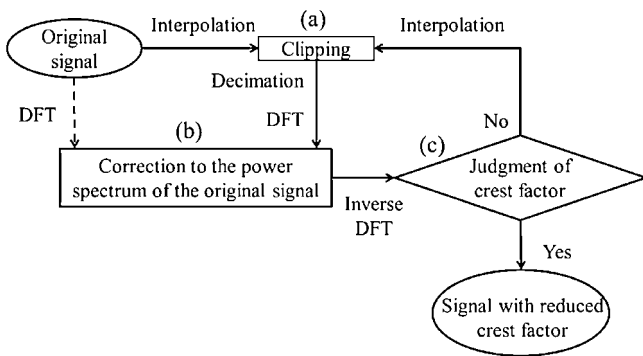 (a)
Original
signal
Interpolation
Interpolation
Clipping
Decimation
DFT
DFT
(b)
No
(c)
Correction to the power
spectrum of the original signal
Judgment of
crest factor
Inverse
DFT
Yes
Signal with reduced
crest factor